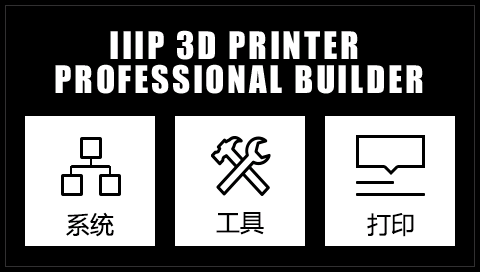 IIIP 3D PRINTER
PROFESSIONAL BUILDER
系统
工具
打印